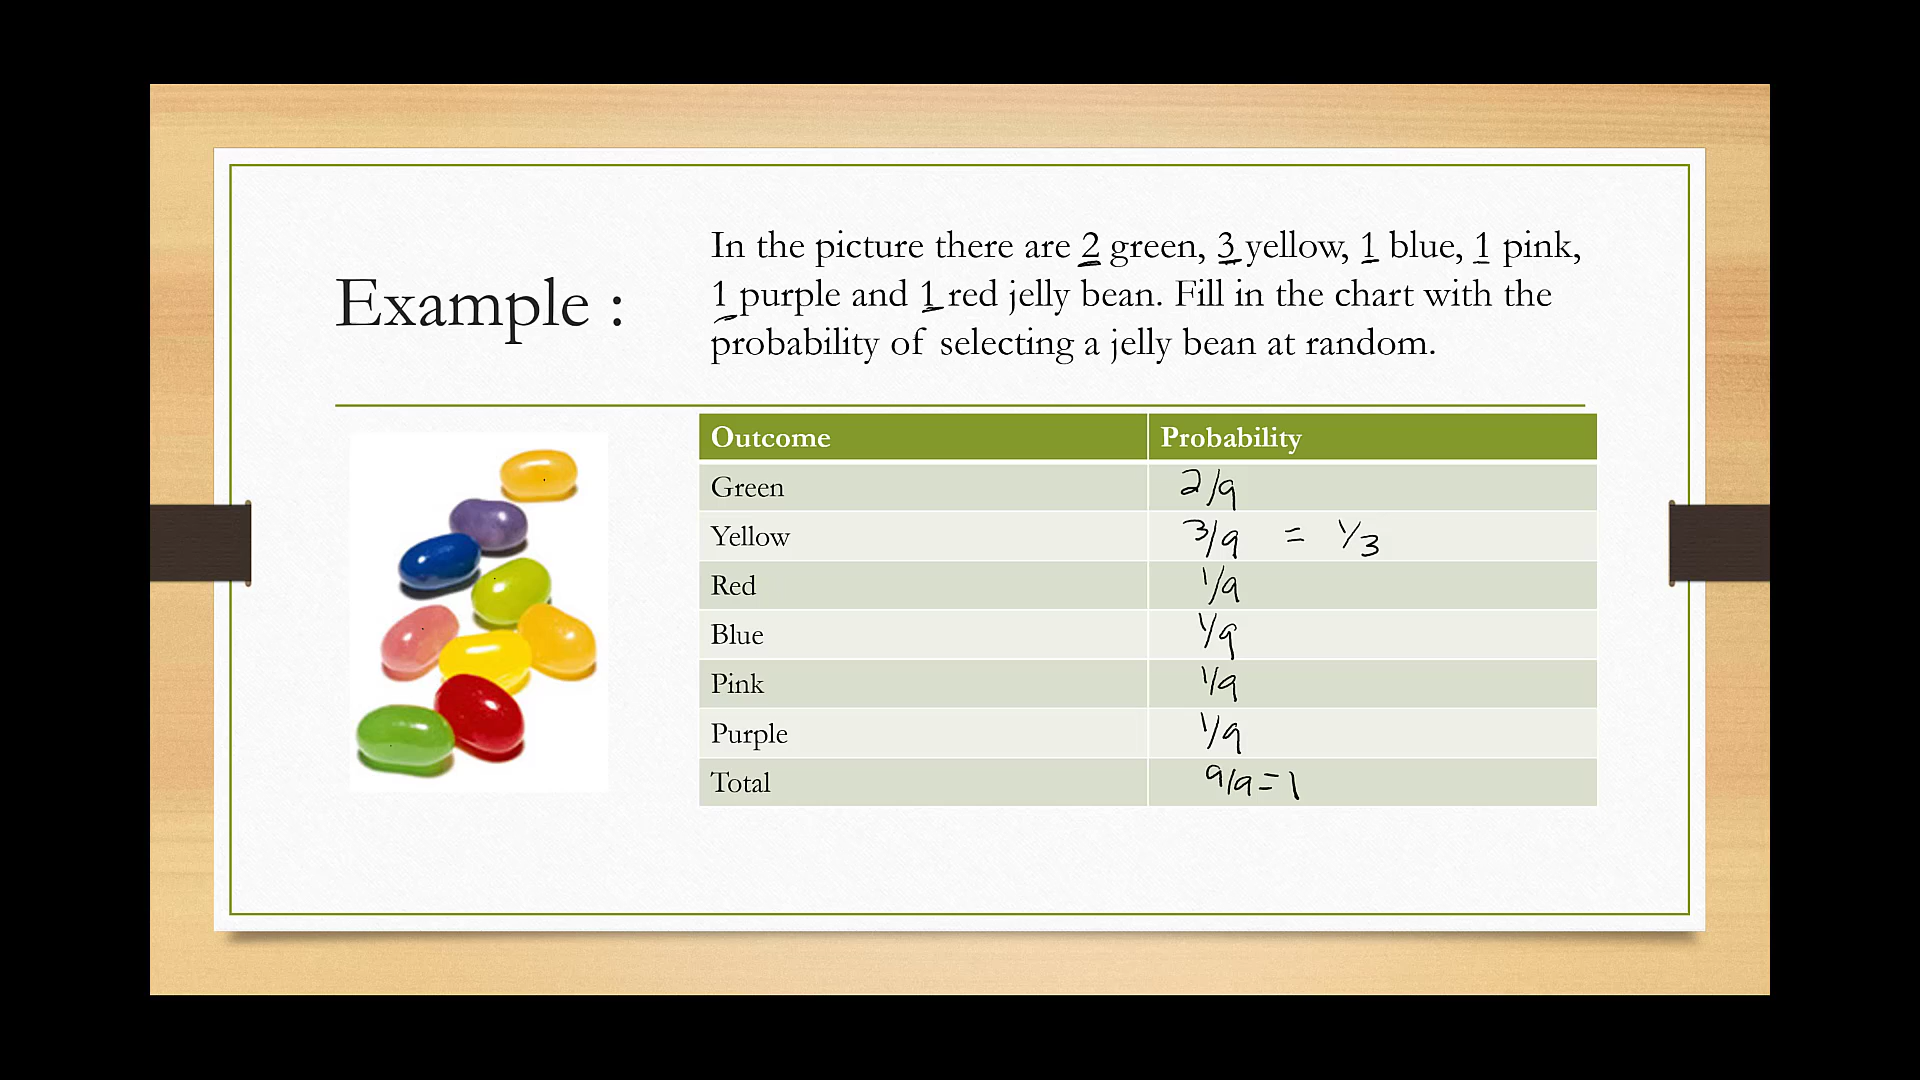 Example :
In the picture there are 2 green, 3 yellow, 1 blue, 1 pink,
1 purple and 1 red jelly bean. Fill in the chart with the
probability of selecting a jelly bean at random.
Outcome Probability
Green 2/9
Yellow 3/9 = 1/3
Red 1/9
Blue 1/9
Pink 1/9
Purple 1/9
Total 9/9=1